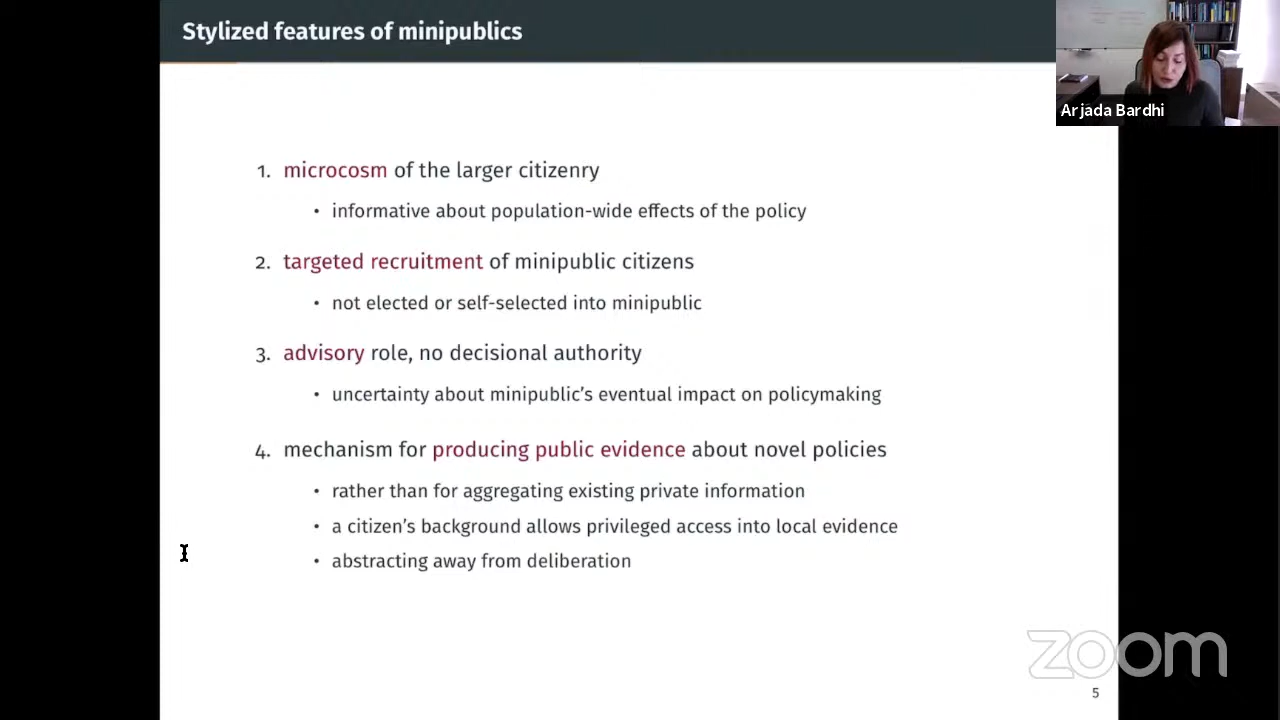 Stylized features of minipublics
Arjada Bardhi
1. microcosm of the larger citizenry
• informative about population-wide effects of the policy
2. targeted recruitment of minipublic citizens
• not elected or self-selected into minipublic
3. advisory role, no decisional authority
• uncertainty about minipublic's eventual impact on policymaking
4. mechanism for producing public evidence about novel policies
• rather than for aggregating existing private information
• a citizen's background allows privileged access into local evidence
• abstracting away from deliberation
zoom
5